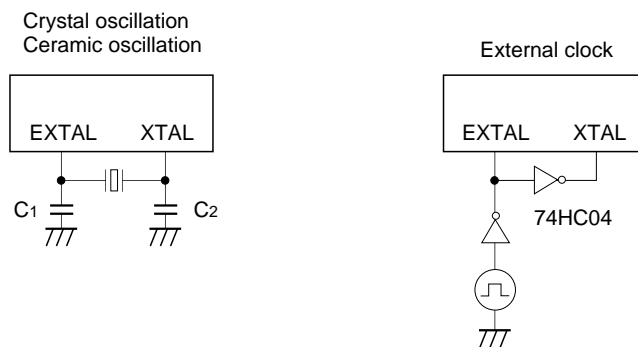 Crystal oscillation
Ceramic oscillation
EXTAL XTAL
C1 C2
External clock
EXTAL XTAL
74HC04